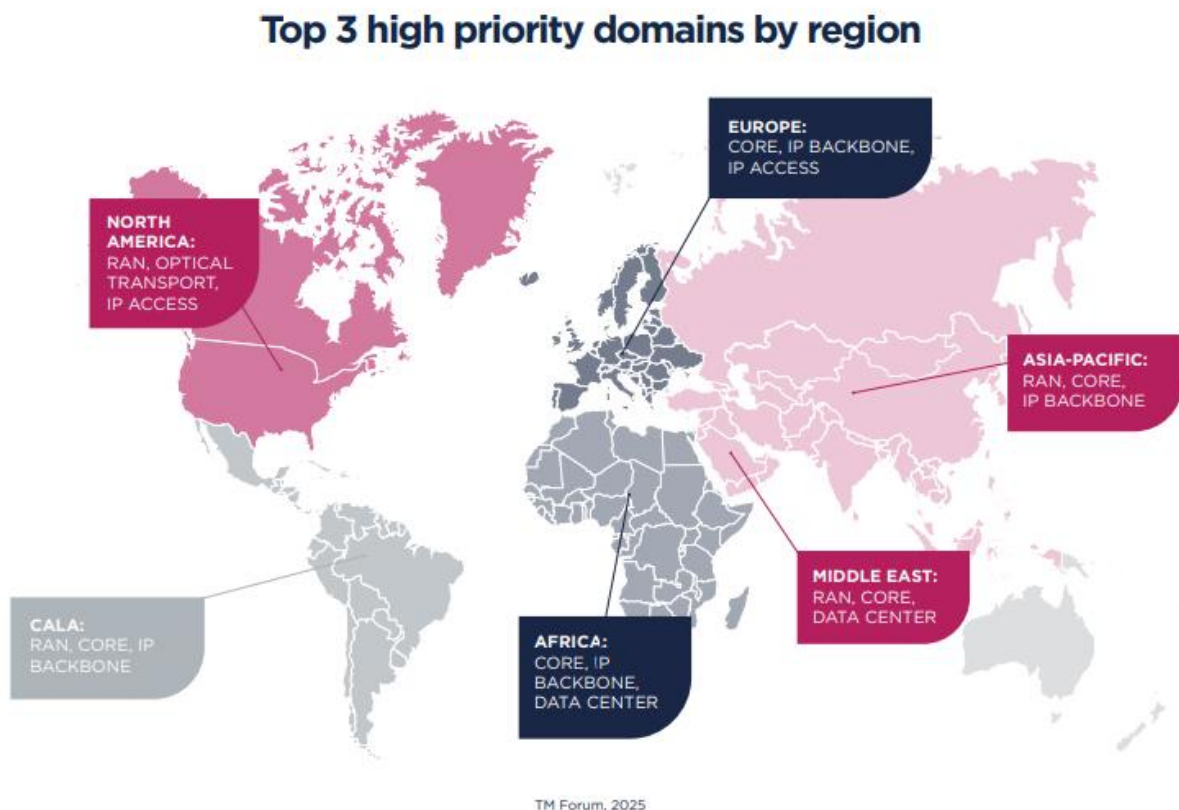 Top 3 high priority domains by region
EUROPE:
CORE, IP BACKBONE,
IP ACCESS
NORTH
AMERICA:
RAN, OPTICAL
TRANSPORT,
IP ACCESS
ASIA-PACIFIC:
RAN, CORE,
IP BACKBONE
MIDDLE EAST:
RAN, CORE,
DATA CENTER
CALA:
RAN, CORE, IP
BACKBONE
AFRICA:
CORE, IP
BACKBONE,
DATA CENTER
TM Forum, 2025